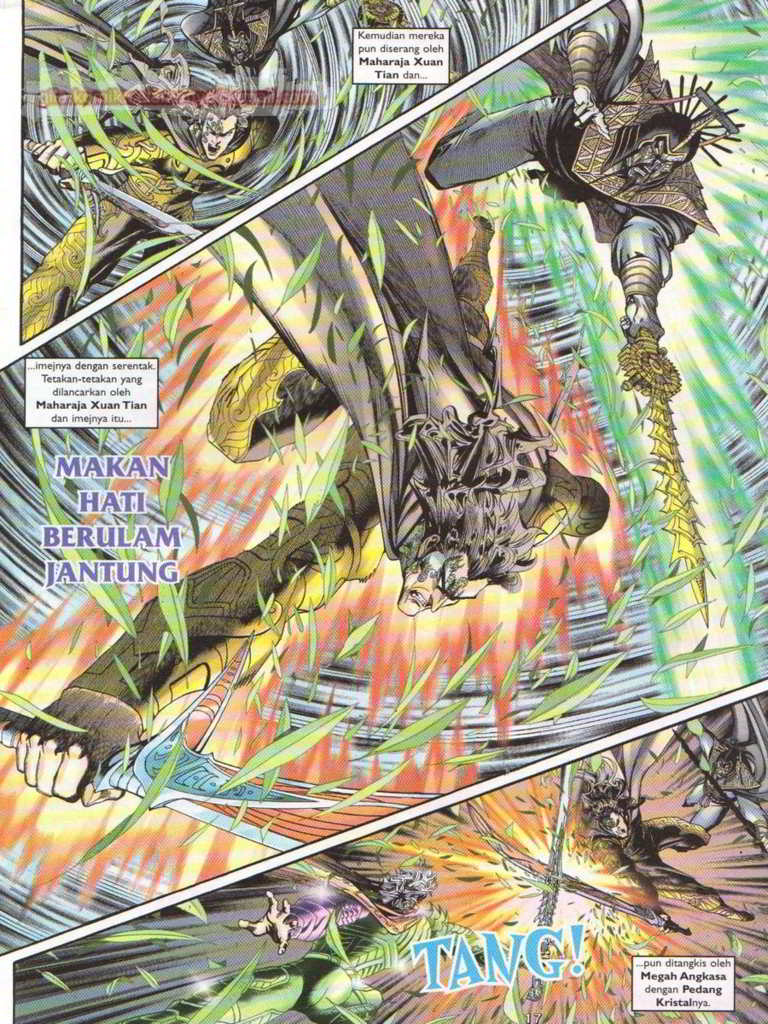 Kemudian mereka
pun diserang oleh
Maharaja Xuan
Tian dan...
...imejnya dengan serentak.
Tetakan-tetakan yang
dilancarkan oleh
Maharaja Xuan Tian
dan imejnya itu...
MAKAN
HATI
BERULAM
JANTUNG
TANG!
...pun ditangkis oleh
Megah Angkasa
dengan Pedang
Kristalnya.
17